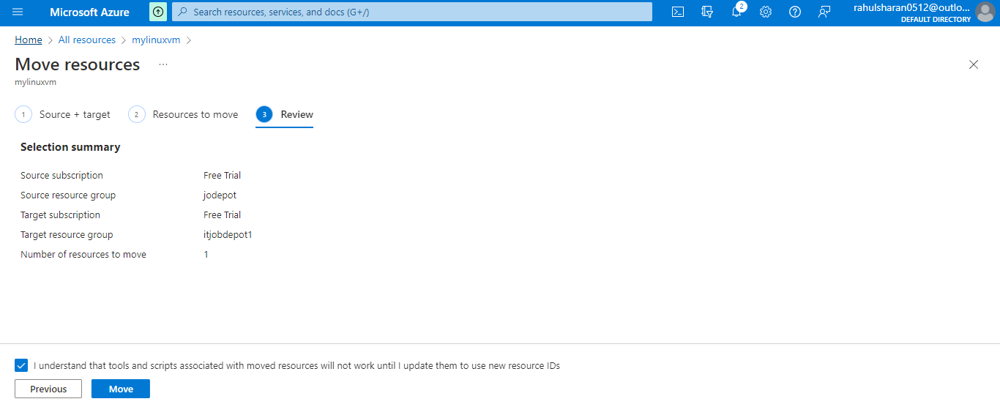 Microsoft Azure
Search resources, services, and docs (G+/)
2
rahulsharan0512@outlo...
DEFAULT DIRECTORY
Home > All resources > mylinuxvm >
Move resources ...
mylinuxvm
1 Source + target 2 Resources to move 3 Review
Selection summary
Source subscription Free Trial
Source resource group jodepot
Target subscription Free Trial
Target resource group itjobdepot1
Number of resources to move 1
I understand that tools and scripts associated with moved resources will not work until I update them to use new resource IDs
Previous Move